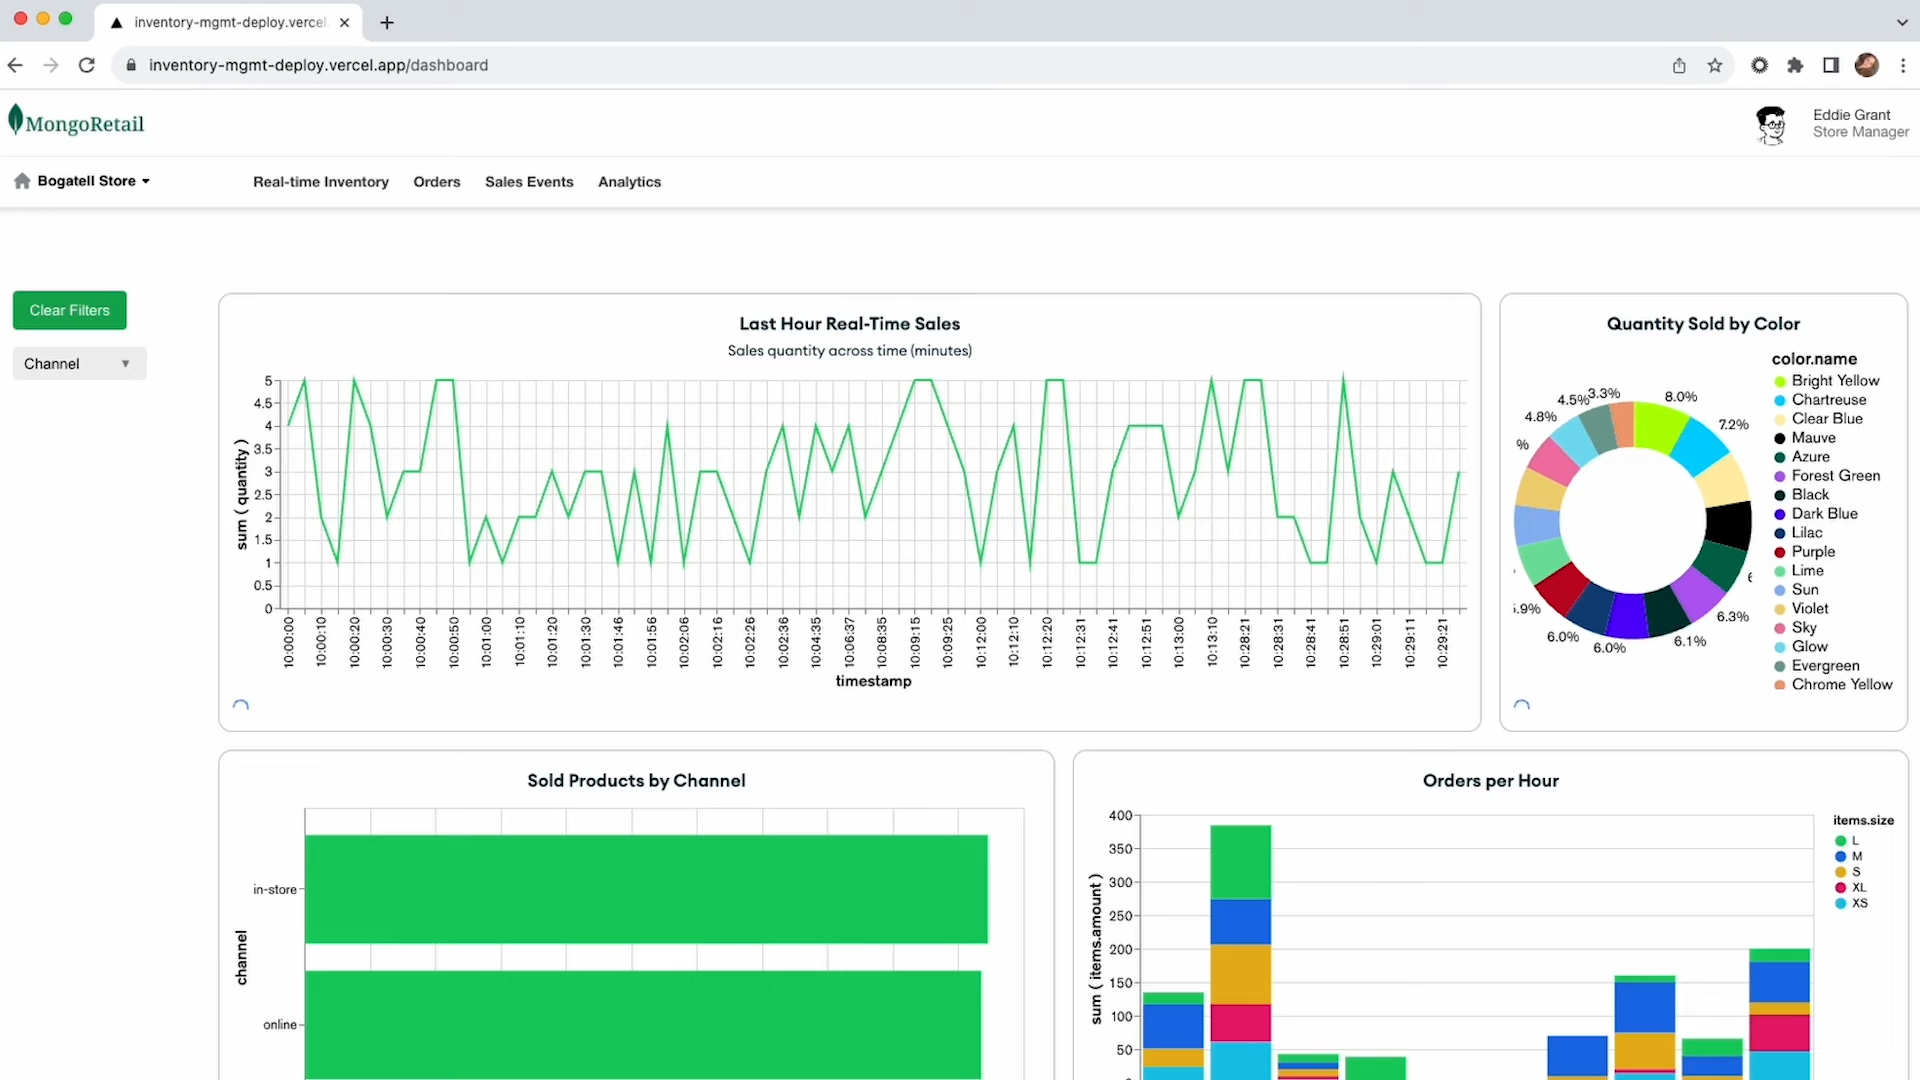 inventory-mgmt-deploy.vercel.
inventory-mgmt-deploy.vercel.app/dashboard
MongoRetail
Eddie Grant
Store Manager
Bogatell Store
Real-time Inventory
Orders
Sales Events
Analytics
Clear Filters
Channel
Last Hour Real-Time Sales
Sales quantity across time (minutes)
sum ( quantity )
5
4.5
4
3.5
3
2.5
2
1.5
1
0.5
0
10:00:00
10:00:10
10:00:20
10:00:30
10:00:40
10:00:50
10:01:00
10:01:10
10:01:20
10:01:30
10:01:46
10:01:56
10:02:06
10:02:16
10:02:26
10:02:36
10:04:35
10:06:37
10:08:35
10:09:15
10:09:25
10:12:00
10:12:10
10:12:20
10:12:31
10:12:41
10:12:51
10:13:00
10:13:10
10:28:21
10:28:31
10:28:41
10:28:51
10:29:01
10:29:11
10:29:21
timestamp
Quantity Sold by Color
8.0%
7.2%
6.3%
6.1%
6.0%
6.0%
4.8%
4.5%
3.3%
color.name
Bright Yellow
Chartreuse
Clear Blue
Mauve
Azure
Forest Green
Black
Dark Blue
Lilac
Purple
Lime
Sun
Violet
Sky
Glow
Evergreen
Chrome Yellow
Sold Products by Channel
channel
in-store
online
Orders per Hour
sum ( items.amount )
400
350
300
250
200
150
100
50
items.size
L
M
S
XL
XS